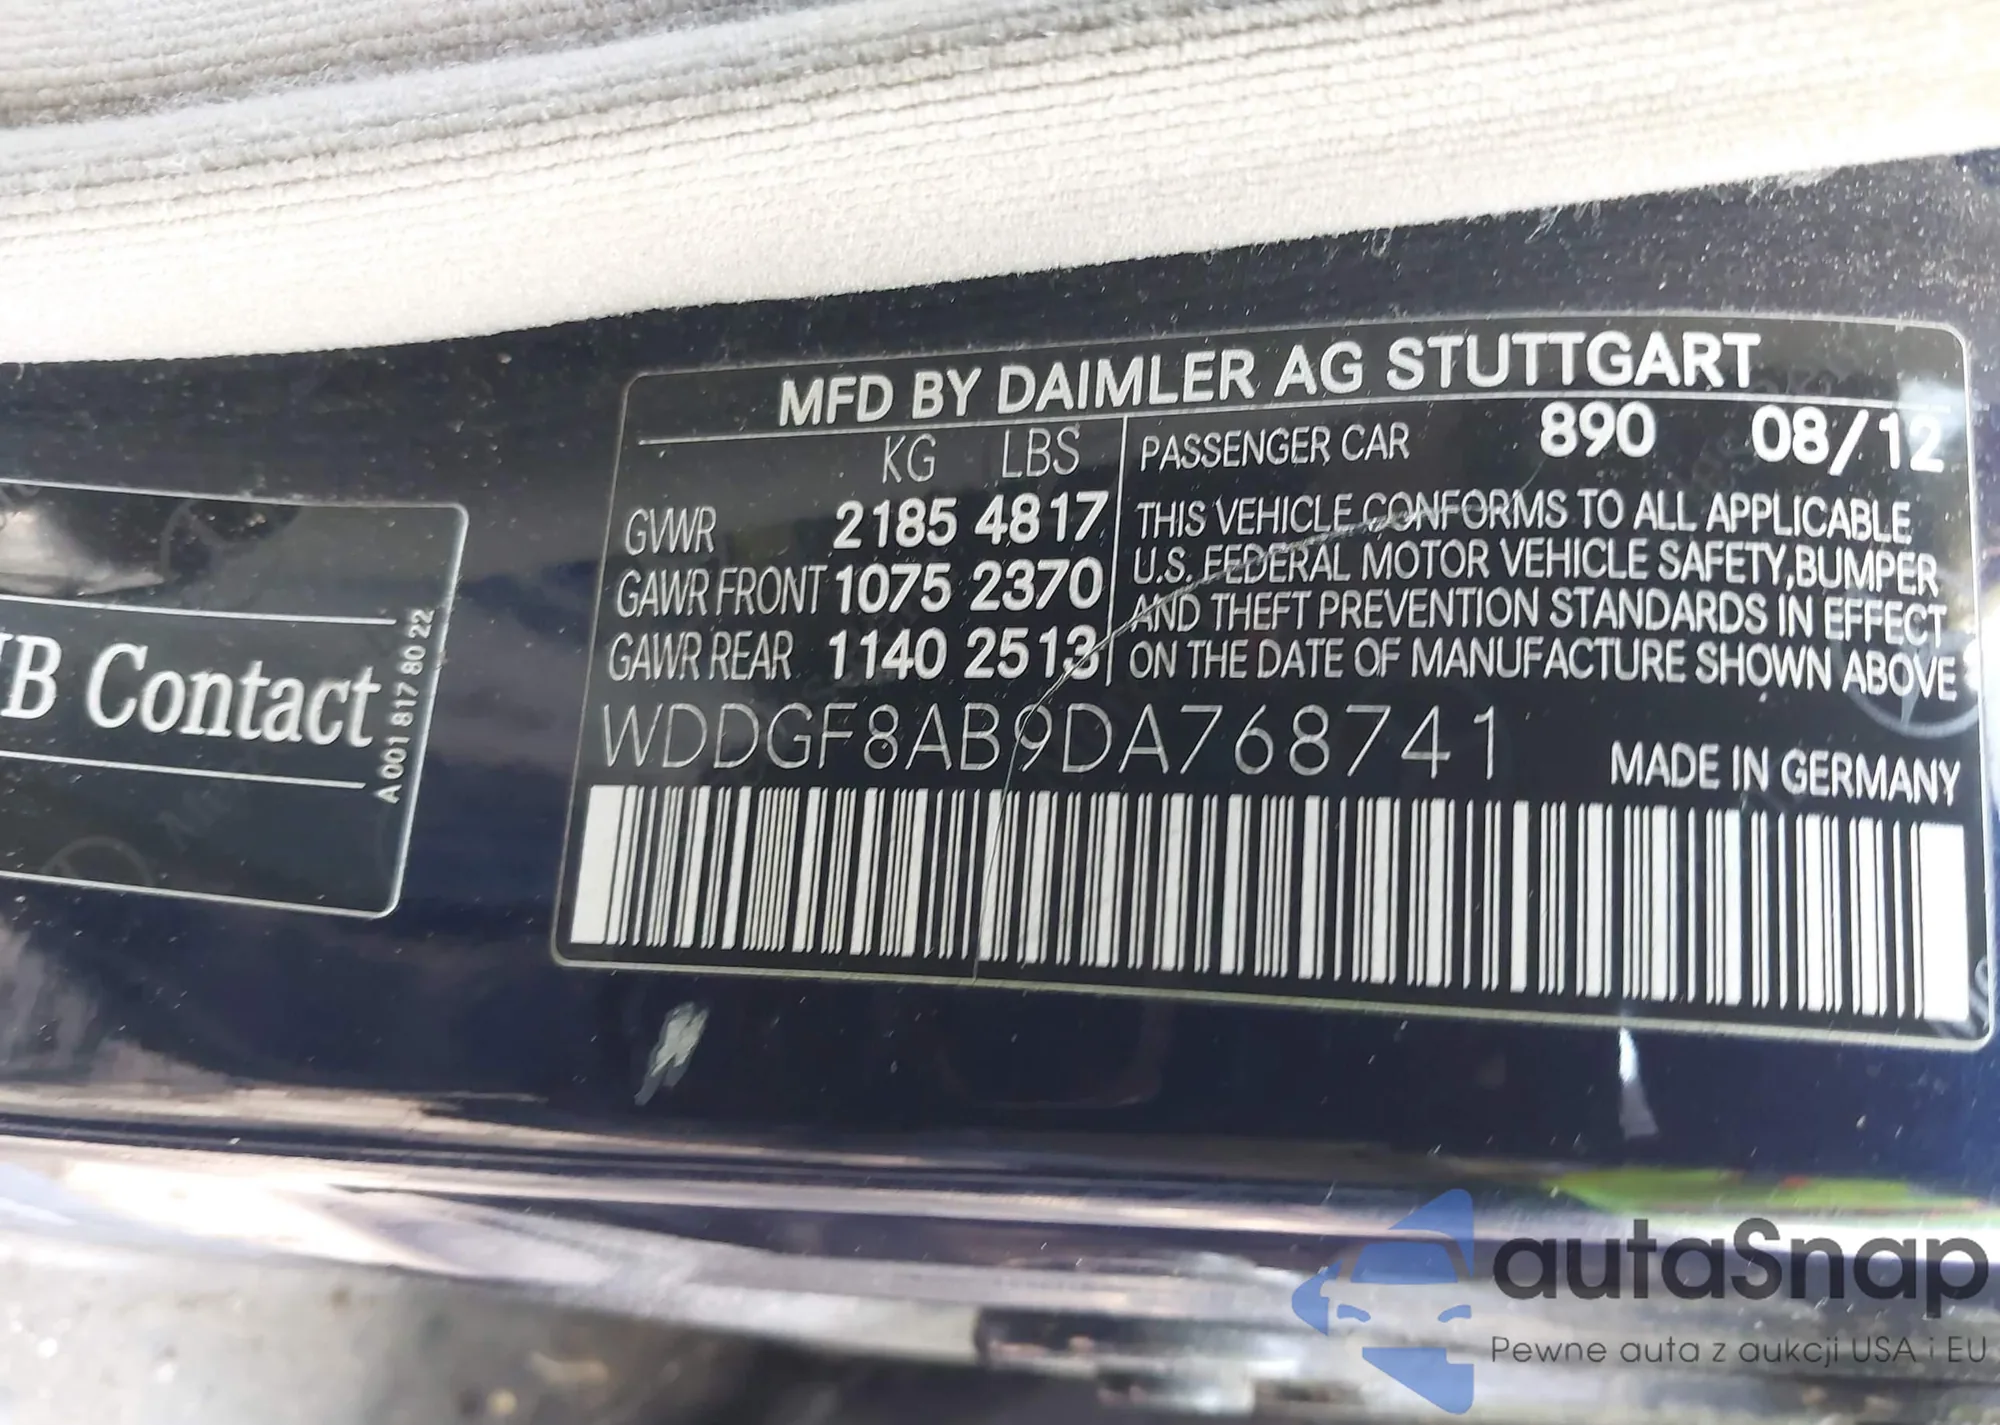 MFD BY DAIMLER AG STUTTGART
KG LBS
GVWR 2185 4817
GAWR FRONT 1075 2370
GAWR REAR 1140 2513
PASSENGER CAR 890 08/12
THIS VEHICLE CONFORMS TO ALL APPLICABLE
U.S. FEDERAL MOTOR VEHICLE SAFETY, BUMPER
AND THEFT PREVENTION STANDARDS IN EFFECT
ON THE DATE OF MANUFACTURE SHOWN ABOVE
WDDGF8AB9DA768741
MADE IN GERMANY
B Contact
A 001 817 80 22
autaSnap
Pewne auta z aukcji USA i EU